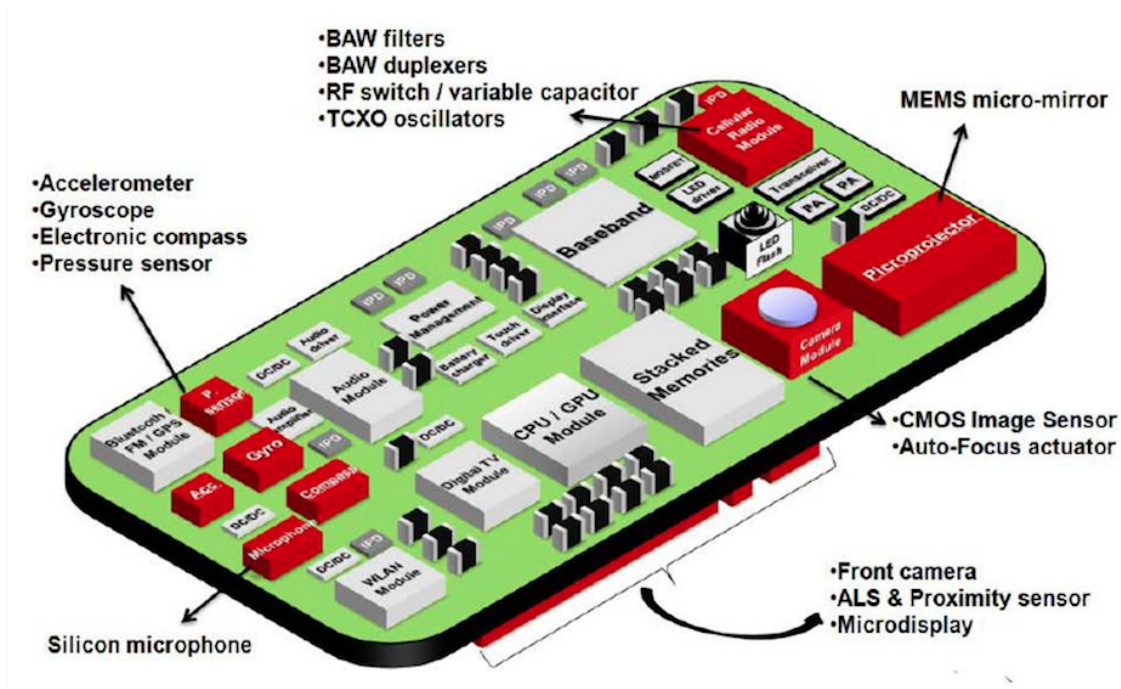 •BAW filters
•BAW duplexers
•RF switch / variable capacitor
•TCXO oscillators
MEMS micro-mirror
•Accelerometer
•Gyroscope
•Electronic compass
•Pressure sensor
IPD
Cellular
Radio
Module
MOSFET
LED
driver
Transceiver
PA
PA
DC/DC
IPD
IPD
IPD
Baseband
LED
Flash
Picroprojector
IPD
IPD
Power
Management
Display
interface
Touch
driver
Battery
charger
Camera
Module
Stacked
Memories
Audio
driver
DC/DC
Audio
Module
P.
sensor
Audio
amplifier
Bluetooth /
FM / GPS
Module
CPU / GPU
Module
DC/DC
IPD
Gyro
Digital TV
Module
Acc.
Compass
DC/DC
Microphone
IPD
DC/DC
WLAN
Module
•CMOS Image Sensor
•Auto-Focus actuator
•Front camera
•ALS & Proximity sensor
•Microdisplay
Silicon microphone